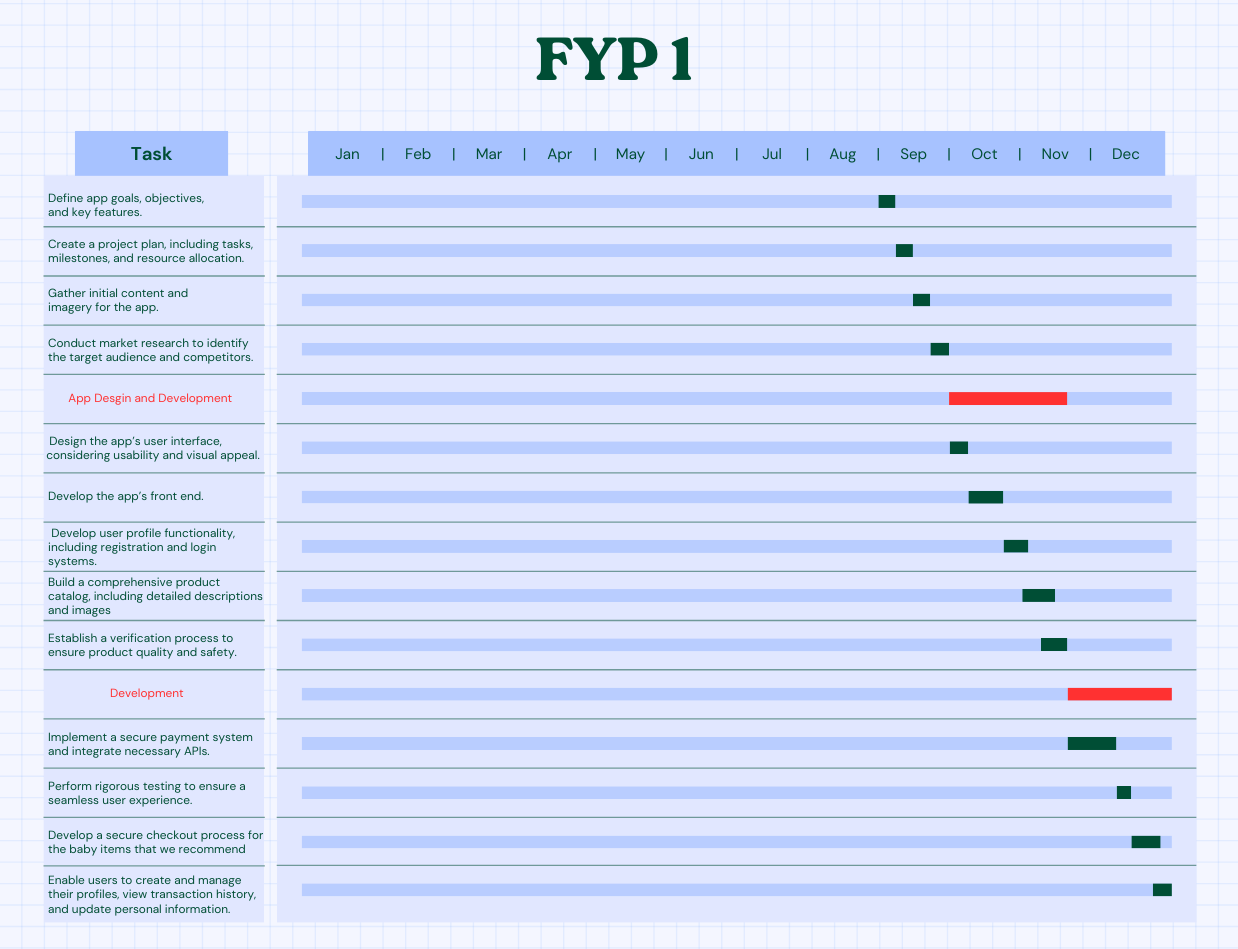 FYP 1
Task
Jan | Feb | Mar | Apr | May | Jun | Jul | Aug | Sep | Oct | Nov | Dec
Define app goals, objectives,
and key features.
Create a project plan, including tasks,
milestones, and resource allocation.
Gather initial content and
imagery for the app.
Conduct market research to identify
the target audience and competitors.
App Desgin and Development
Design the app's user interface,
considering usability and visual appeal.
Develop the app's front end.
Develop user profile functionality,
including registration and login
systems.
Build a comprehensive product
catalog, including detailed descriptions
and images
Establish a verification process to
ensure product quality and safety.
Development
Implement a secure payment system
and integrate necessary APIs.
Perform rigorous testing to ensure a
seamless user experience.
Develop a secure checkout process for
the baby items that we recommend
Enable users to create and manage
their profiles, view transaction history,
and update personal information.